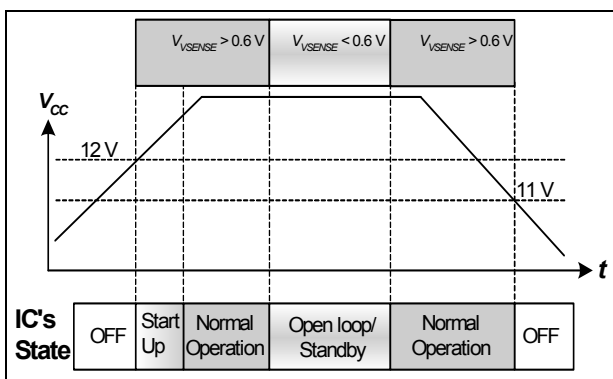 V_VSENSE > 0.6 V V_VSENSE < 0.6 V V_VSENSE > 0.6 V
V_CC
12 V
11 V
t
IC's State
OFF
Start Up
Normal Operation
Open loop/ Standby
Normal Operation
OFF